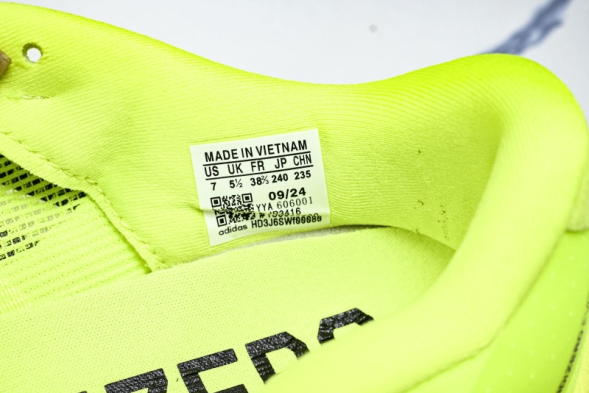 MADE IN VIETNAM
US UK FR JP CHN
7 5½ 38⅔ 240 235
09/24
YYA 606001
adidas